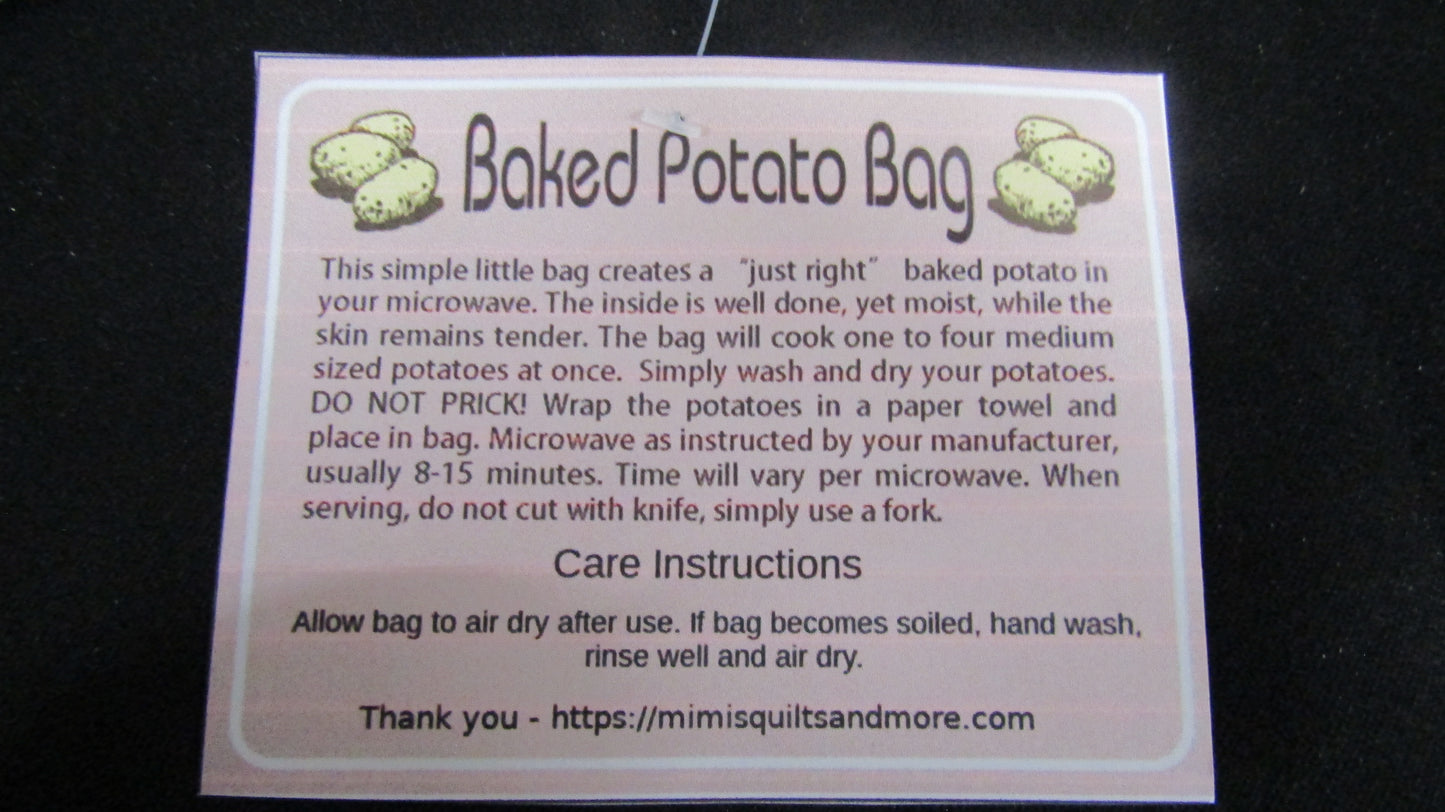 Baked Potato Bag
This simple little bag creates a "just right" baked potato in
your microwave. The inside is well done, yet moist, while the
skin remains tender. The bag will cook one to four medium
sized potatoes at once. Simply wash and dry your potatoes.
DO NOT PRICK! Wrap the potatoes in a paper towel and
place in bag. Microwave as instructed by your manufacturer,
usually 8-15 minutes. Time will vary per microwave. When
serving, do not cut with knife, simply use a fork.
Care Instructions
Allow bag to air dry after use. If bag becomes soiled, hand wash,
rinse well and air dry.
Thank you - https://mimisquiltsandmore.com